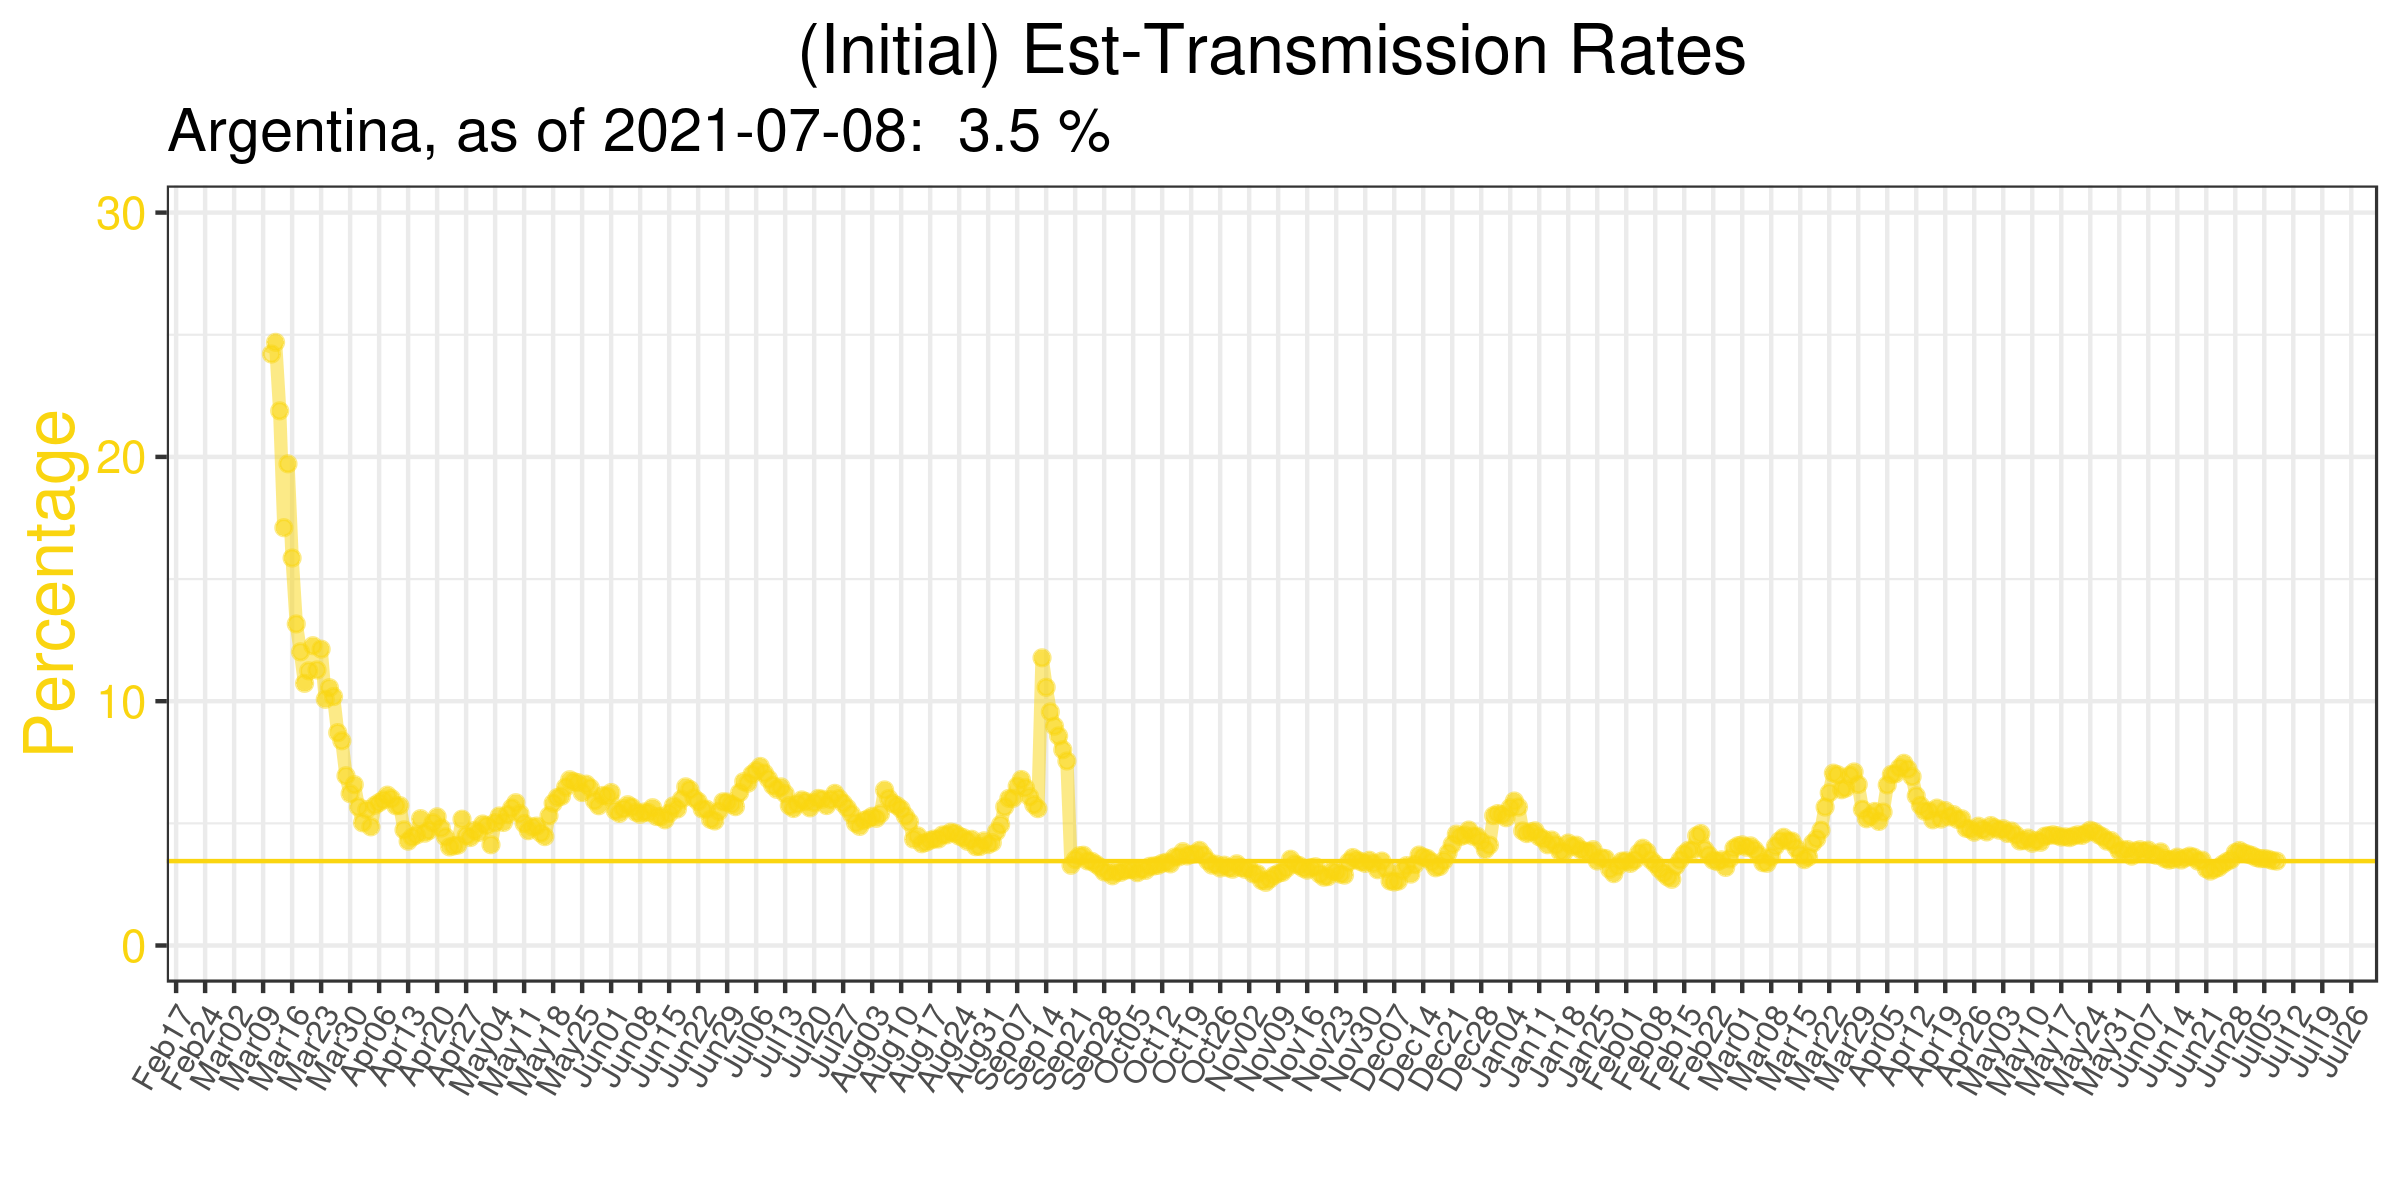 (Initial) Est-Transmission Rates
Argentina, as of 2021-07-08:  3.5 %
Percentage
30
20
10
0
Feb17 Feb24 Mar02 Mar09 Mar16 Mar23 Mar30 Apr06 Apr13 Apr20 Apr27 May04 May11 May18 May25 Jun01 Jun08 Jun15 Jun22 Jun29 Jul06 Jul13 Jul20 Jul27 Aug03 Aug10 Aug17 Aug24 Aug31 Sep07 Sep14 Sep21 Sep28 Oct05 Oct12 Oct19 Oct26 Nov02 Nov09 Nov16 Nov23 Nov30 Dec07 Dec14 Dec21 Dec28 Jan04 Jan11 Jan18 Jan25 Feb01 Feb08 Feb15 Feb22 Mar01 Mar08 Mar15 Mar22 Mar29 Apr05 Apr12 Apr19 Apr26 May03 May10 May17 May24 May31 Jun07 Jun14 Jun21 Jun28 Jul05 Jul12 Jul19 Jul26